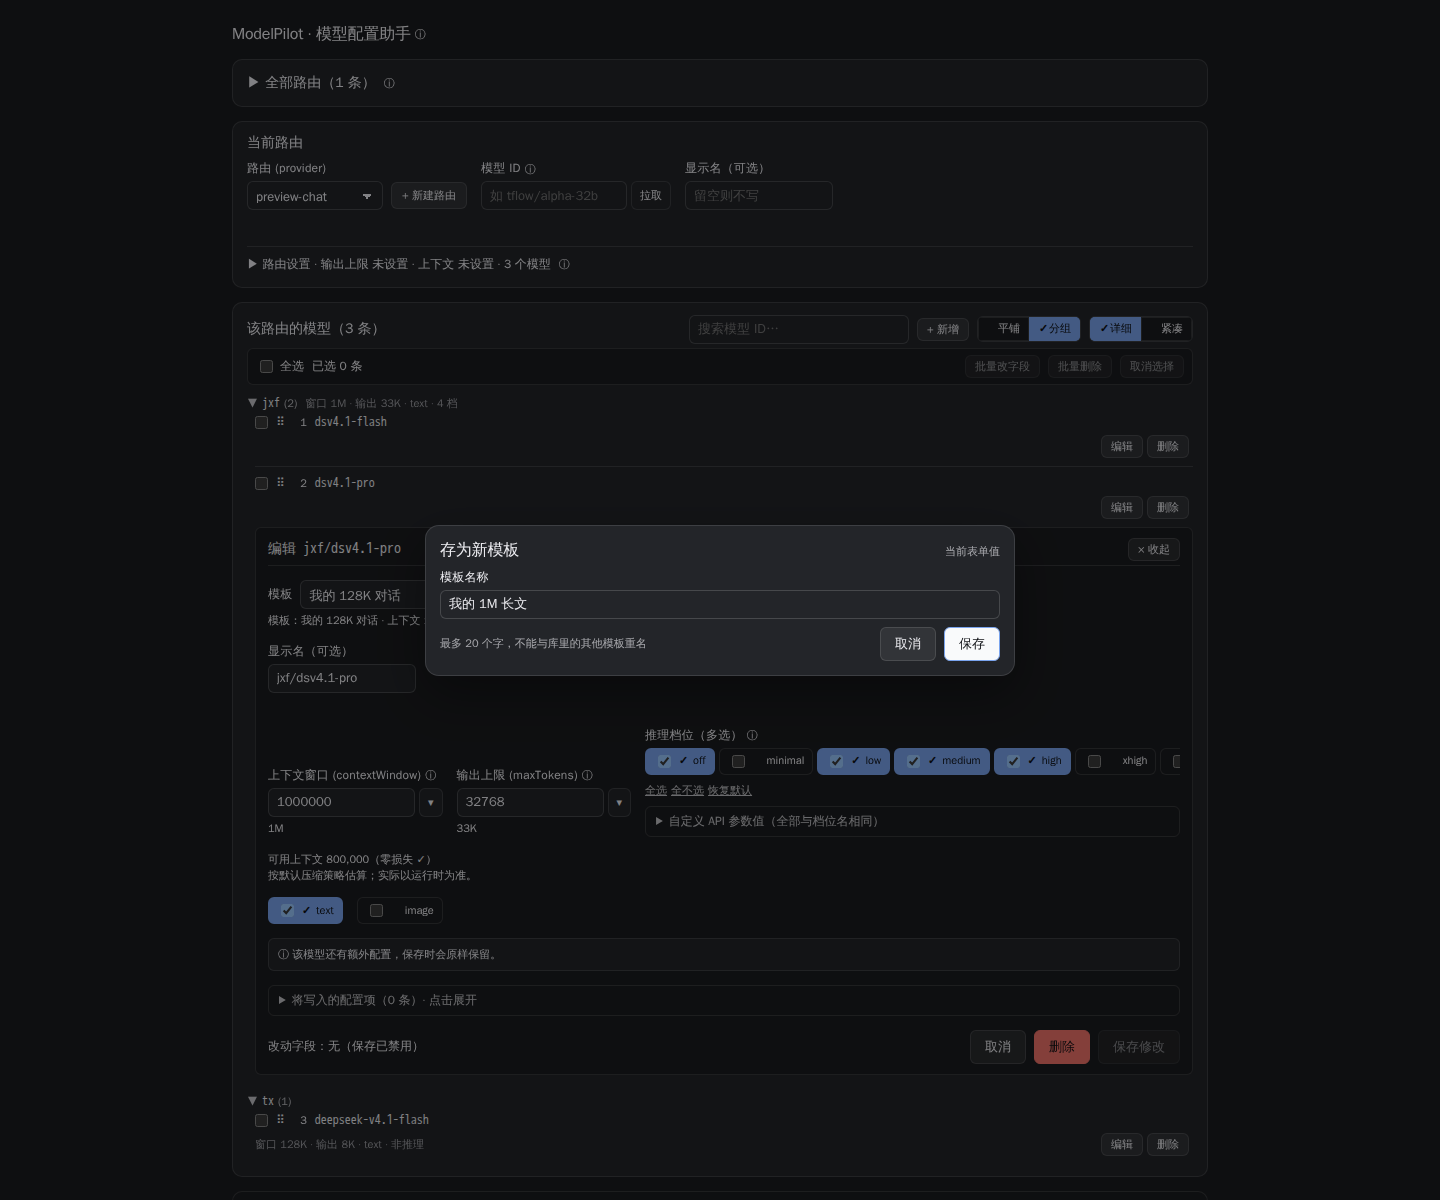 ModelPilot · 模型配置助手 ⓘ
▶ 全部路由（1 条） ⓘ
当前路由
路由 (provider) 模型 ID ⓘ 显示名（可选）
preview-chat + 新建路由 如 tflow/alpha-32b 拉取 留空则不写
▶ 路由设置 · 输出上限 未设置 · 上下文 未设置 · 3 个模型 ⓘ
该路由的模型（3 条） 搜索模型 ID… + 新增 平铺 ✓分组 ✓详细 紧凑
全选 已选 0 条 批量改字段 批量删除 取消选择
▼ jxf (2) 窗口 1M · 输出 33K · text · 4 档
⠿ 1 dsv4.1-flash
编辑 删除
⠿ 2 dsv4.1-pro
编辑 删除
编辑 jxf/dsv4.1-pro × 收起
存为新模板 当前表单值
模板名称
我的 1M 长文
最多 20 个字，不能与库里的其他模板重名 取消 保存
模板 我的 128K 对话
模板：我的 128K 对话 · 上下文
显示名（可选）
jxf/dsv4.1-pro
推理档位（多选） ⓘ
✓ off minimal ✓ low ✓ medium ✓ high xhigh
全选 全不选 恢复默认
▶ 自定义 API 参数值（全部与档位名相同）
上下文窗口 (contextWindow) ⓘ 输出上限 (maxTokens) ⓘ
1000000 ▾ 32768 ▾
1M 33K
可用上下文 800,000（零损失 ✓）
按默认压缩策略估算；实际以运行时为准。
✓ text image
ⓘ 该模型还有额外配置，保存时会原样保留。
▶ 将写入的配置项（0 条）· 点击展开
改动字段：无（保存已禁用） 取消 删除 保存修改
▼ tx (1)
⠿ 3 deepseek-v4.1-flash
窗口 128K · 输出 8K · text · 非推理 编辑 删除